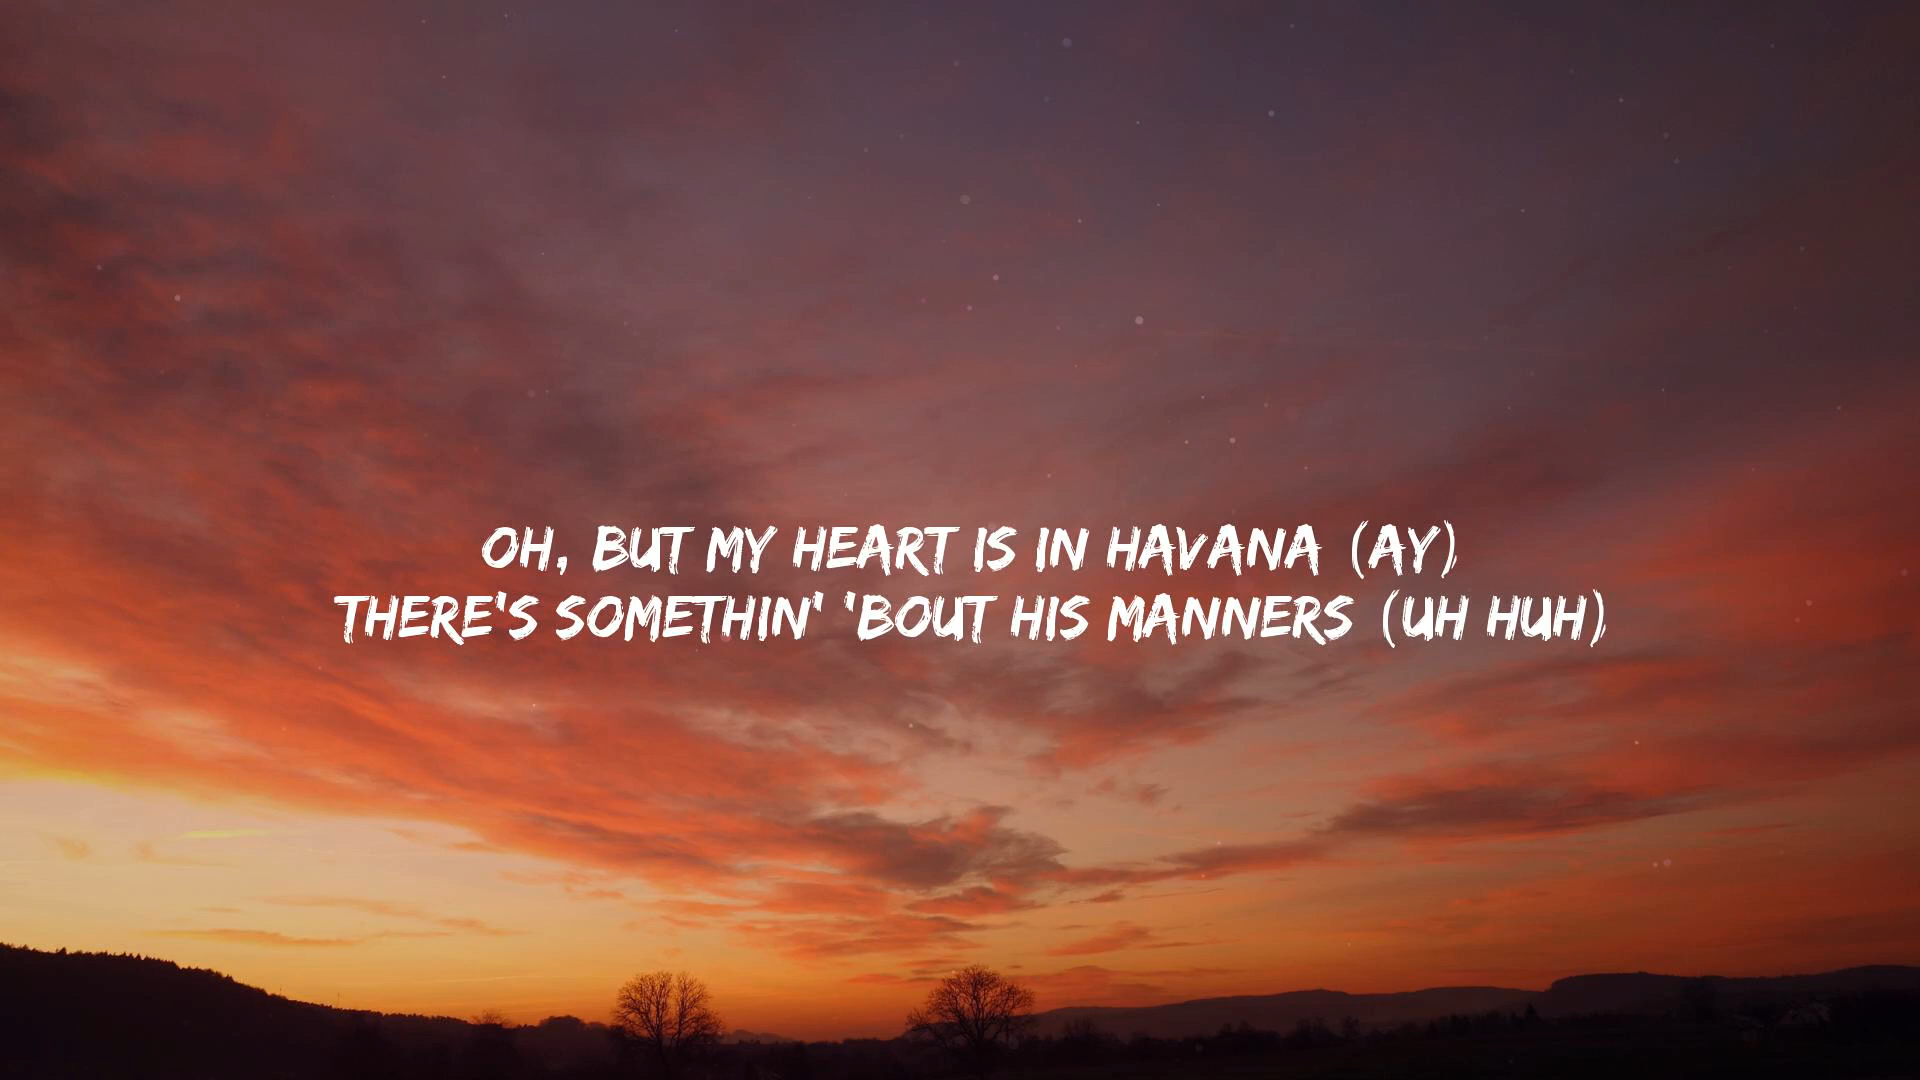 OH, BUT MY HEART IS IN HAVANA (AY)
THERE'S SOMETHIN' 'BOUT HIS MANNERS (UH HUH)